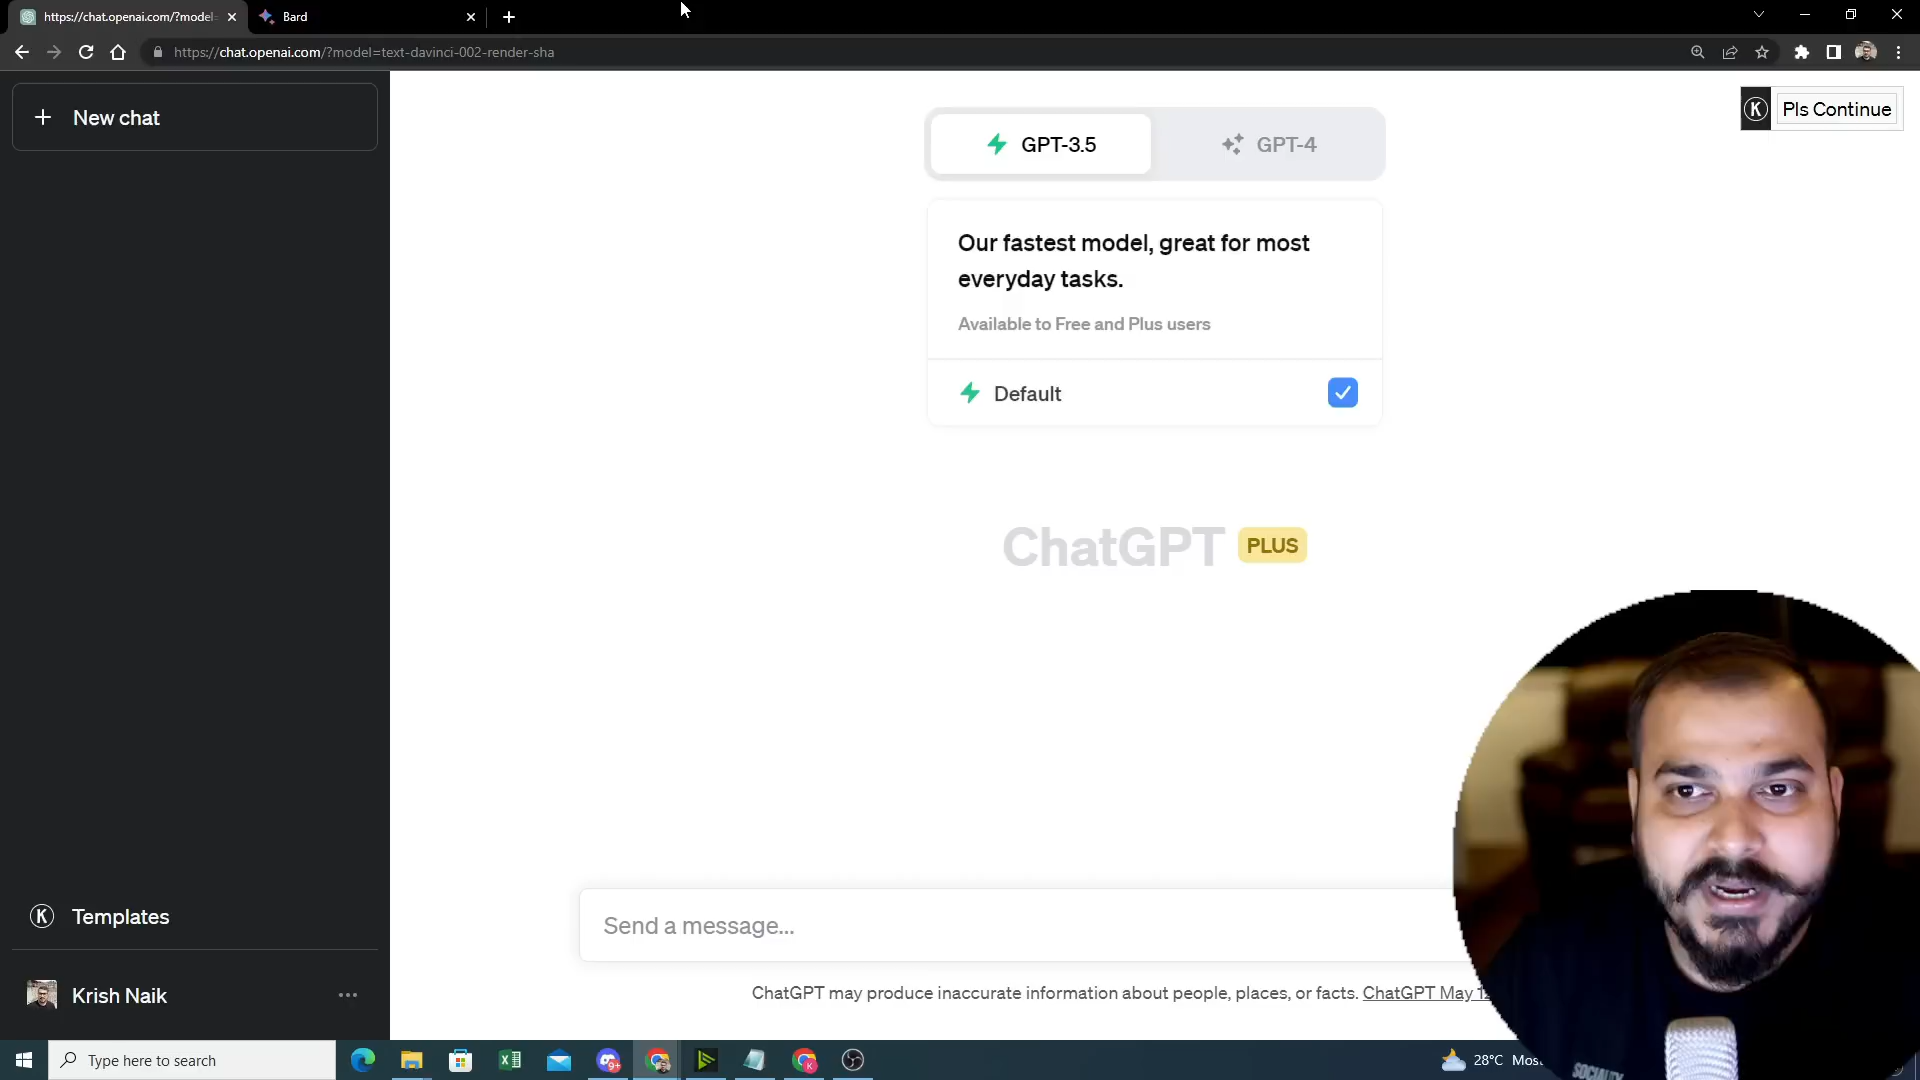 https://chat.openai.com/?model=
Bard
https://chat.openai.com/?model=text-davinci-002-render-sha
New chat
K Pls Continue
GPT-3.5
GPT-4
Our fastest model, great for most
everyday tasks.
Available to Free and Plus users
Default
ChatGPT PLUS
Send a message...
ChatGPT may produce inaccurate information about people, places, or facts. ChatGPT May
K Templates
Krish Naik
Type here to search
28°C